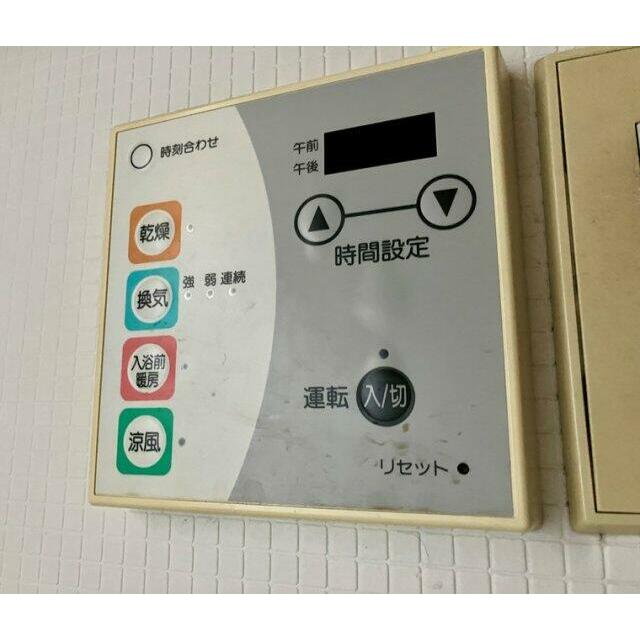 時刻合わせ
午前
午後
▲ ▼
時間設定
乾燥
換気
強 弱 連続
入浴前
暖房
涼風
運転 入/切
リセット